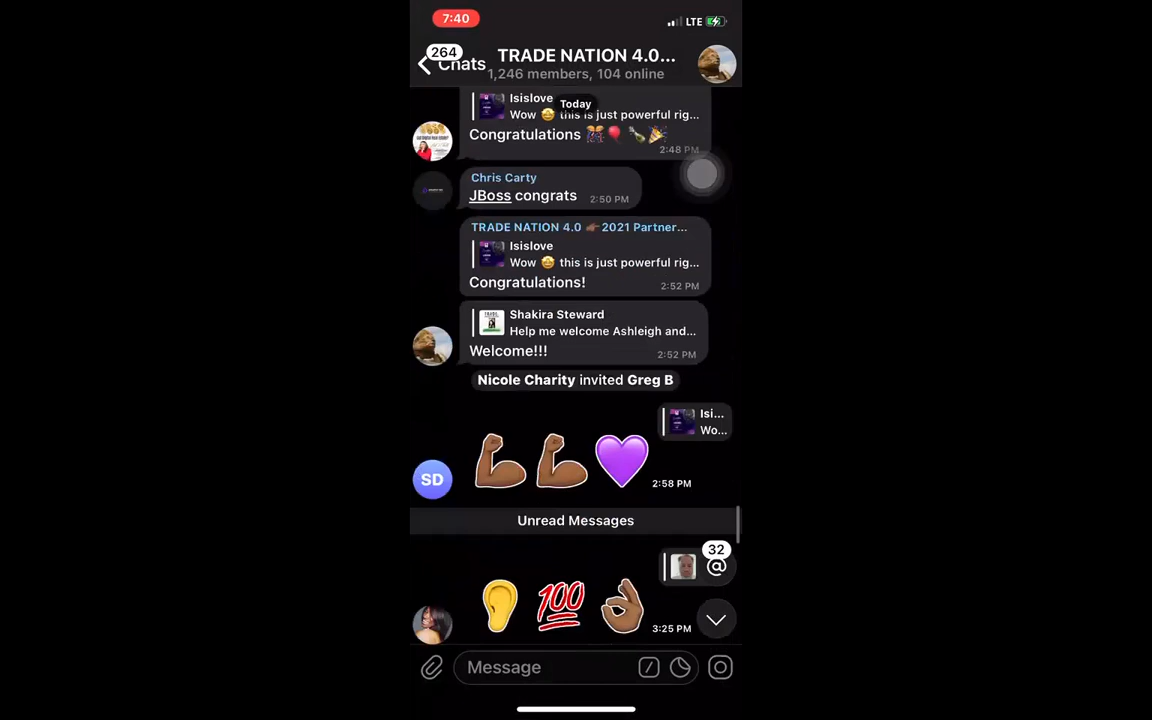 7:40
LTE
264
Chats
TRADE NATION 4.0...
1,246 members, 104 online
Today
Isislove
Wow 🤩 this is just powerful rig...
Congratulations 🎊🎈🍾🎉
2:48 PM
Chris Carty
JBoss congrats
2:50 PM
TRADE NATION 4.0 👉🏾 2021 Partner...
Isislove
Wow 🤩 this is just powerful rig...
Congratulations!
2:52 PM
Shakira Steward
Help me welcome Ashleigh and...
Welcome!!!
2:52 PM
Nicole Charity invited Greg B
Isi...
Wo...
SD
💪🏾💪🏾💜
2:58 PM
Unread Messages
32
@
👂💯👌🏾
3:25 PM
Message